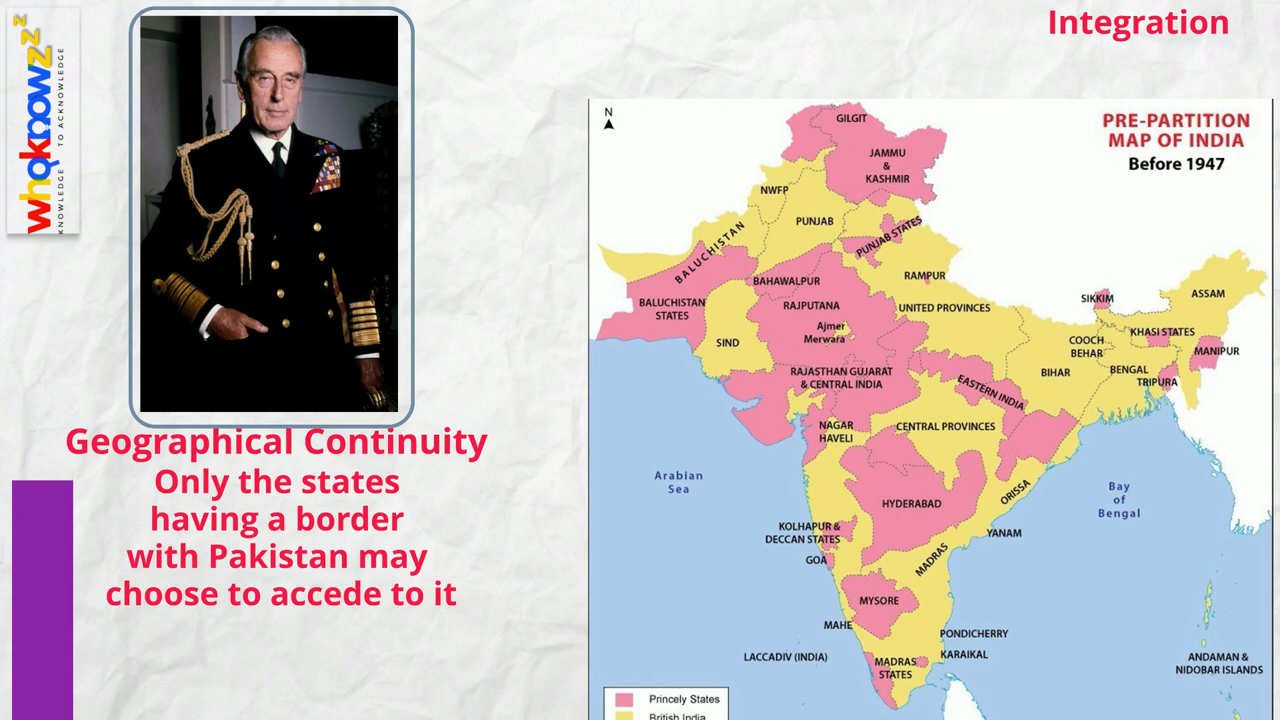 whoknowzzz
KNOWLEDGE TO ACKNOWLEDGE
Integration
Geographical Continuity
Only the states
having a border
with Pakistan may
choose to accede to it
N
PRE-PARTITION
MAP OF INDIA
Before 1947
GILGIT
JAMMU
&
KASHMIR
NWFP
PUNJAB
PUNJAB STATES
BALUCHISTAN
BAHAWALPUR
RAMPUR
BALUCHISTAN
STATES
RAJPUTANA
UNITED PROVINCES
SIKKIM
ASSAM
Ajmer
Merwara
SIND
KHASI STATES
COOCH
BEHAR
MANIPUR
RAJASTHAN GUJARAT
& CENTRAL INDIA
BIHAR
BENGAL
TRIPURA
EASTERN INDIA
NAGAR
HAVELI
CENTRAL PROVINCES
Arabian
Sea
Bay
of
Bengal
HYDERABAD
ORISSA
KOLHAPUR &
DECCAN STATES
YANAM
GOA
MADRAS
MYSORE
MAHE
PONDICHERRY
LACCADIV (INDIA)
KARAIKAL
MADRAS
STATES
ANDAMAN &
NIDOBAR ISLANDS
Princely States
British India